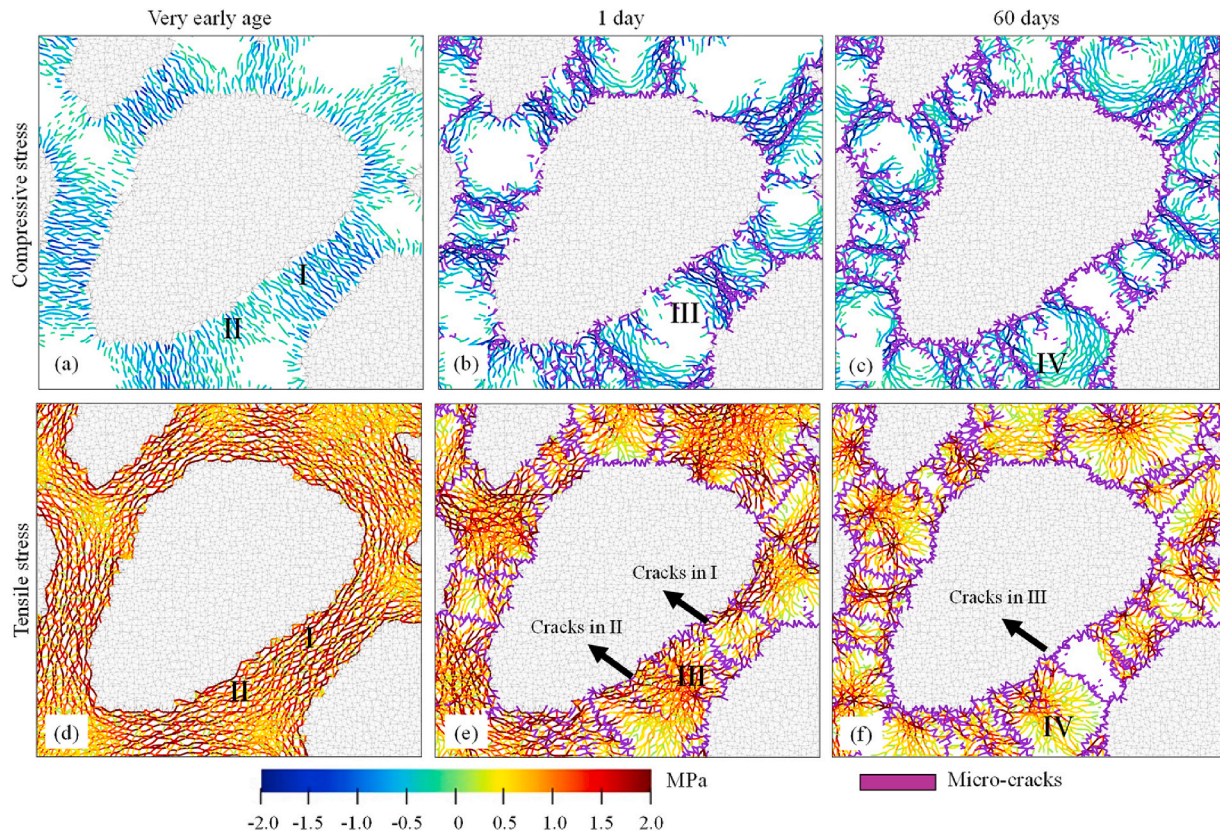 Very early age
1 day
60 days
Compressive stress
I
II
(a)
III
(b)
IV
(c)
Tensile stress
I
II
(d)
Cracks in I
Cracks in II
III
(e)
Cracks in III
IV
(f)
MPa
-2.0 -1.5 -1.0 -0.5 0 0.5 1.0 1.5 2.0
Micro-cracks